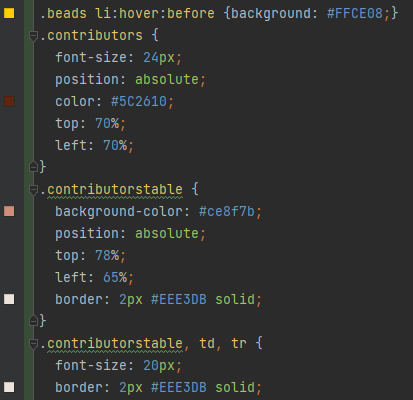 .beads li:hover:before {background: #FFCE08;}
.contributors {
  font-size: 24px;
  position: absolute;
  color: #5C2610;
  top: 70%;
  left: 70%;
}
.contributorstable {
  background-color: #ce8f7b;
  position: absolute;
  top: 78%;
  left: 65%;
  border: 2px #EEE3DB solid;
}
.contributorstable, td, tr {
  font-size: 20px;
  border: 2px #EEE3DB solid;